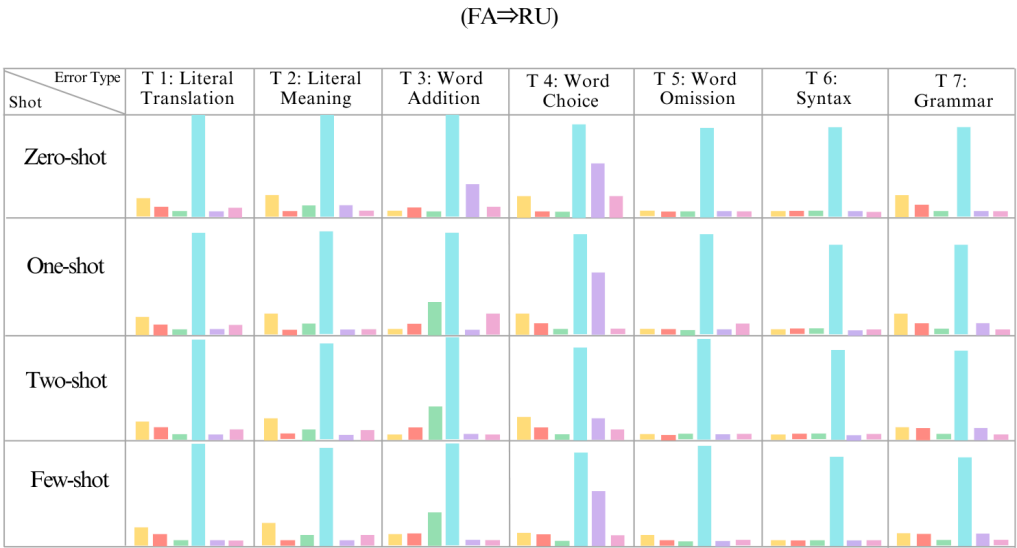 (FA⇒RU)
Error Type
Shot
T 1: Literal
Translation
T 2: Literal
Meaning
T 3: Word
Addition
T 4: Word
Choice
T 5: Word
Omission
T 6:
Syntax
T 7:
Grammar
Zero-shot
One-shot
Two-shot
Few-shot